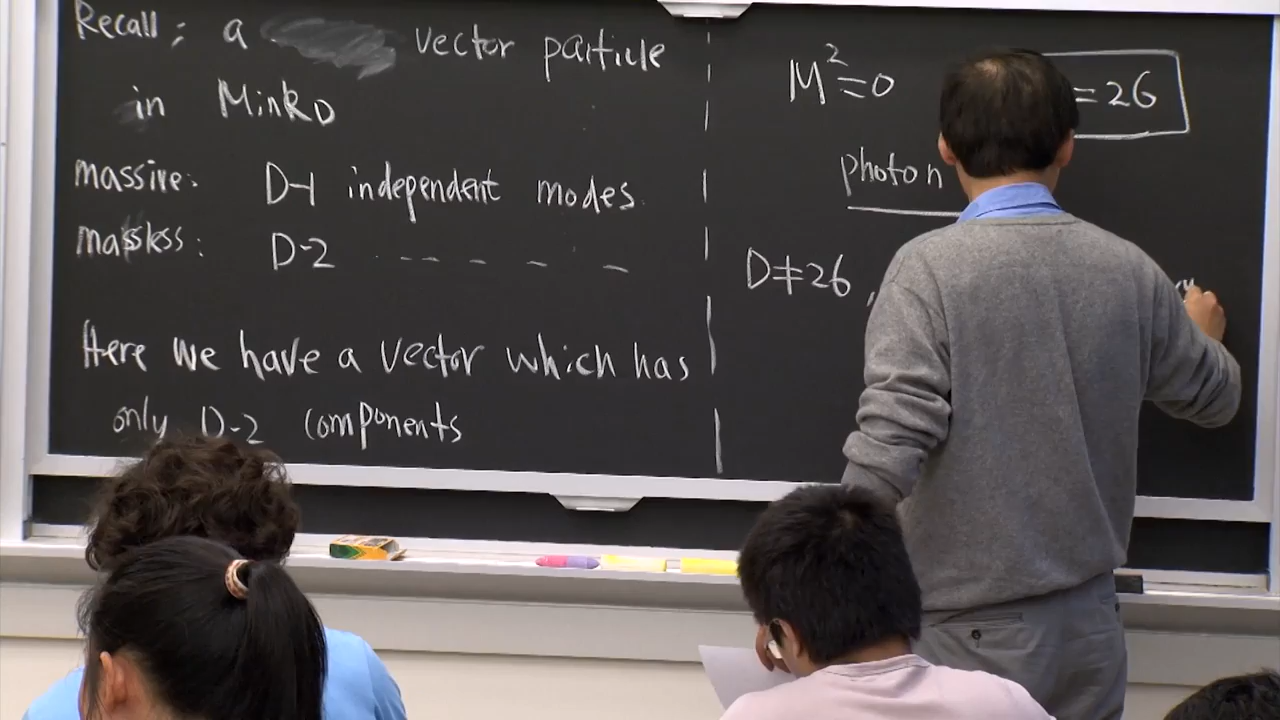 Recall: a vector particle
in Mink_D
massive: D-1 independent modes.
massless: D-2 - - - - -
Here we have a vector which has
only D-2 components
M²=0
= 26
photon
D≠26,